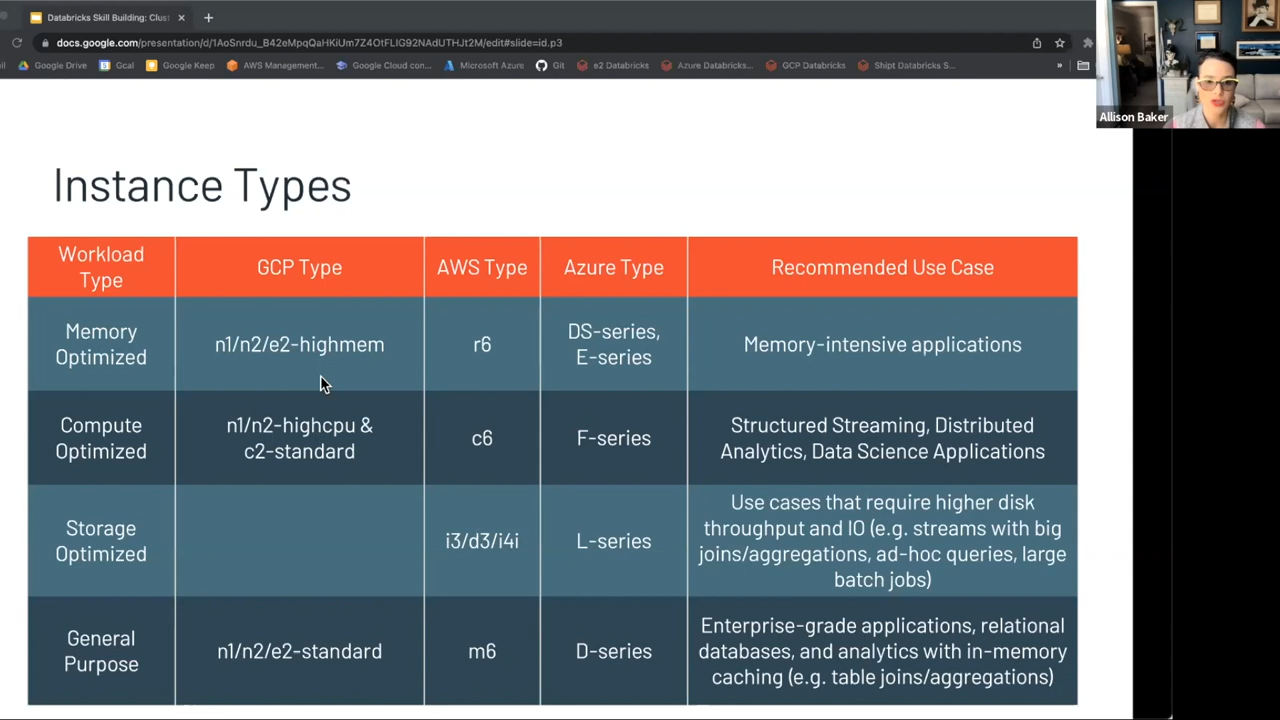 Databricks Skill Building: Clust
docs.google.com/presentation/d/1AoSnrdu_B42eMpqQaHKiUm7Z4OtFLIG92NAdUTHJt2M/edit#slide=id.p3
Google Drive
Gcal
Google Keep
AWS Management...
Google Cloud con...
Microsoft Azure
Git
e2 Databricks
Azure Databricks...
GCP Databricks
Shipt Databricks S...
»
Allison Baker
Instance Types
Workload
Type
GCP Type
AWS Type
Azure Type
Recommended Use Case
Memory
Optimized
n1/n2/e2-highmem
r6
DS-series,
E-series
Memory-intensive applications
Compute
Optimized
n1/n2-highcpu &
c2-standard
c6
F-series
Structured Streaming, Distributed
Analytics, Data Science Applications
Storage
Optimized
i3/d3/i4i
L-series
Use cases that require higher disk
throughput and IO (e.g. streams with big
joins/aggregations, ad-hoc queries, large
batch jobs)
General
Purpose
n1/n2/e2-standard
m6
D-series
Enterprise-grade applications, relational
databases, and analytics with in-memory
caching (e.g. table joins/aggregations)